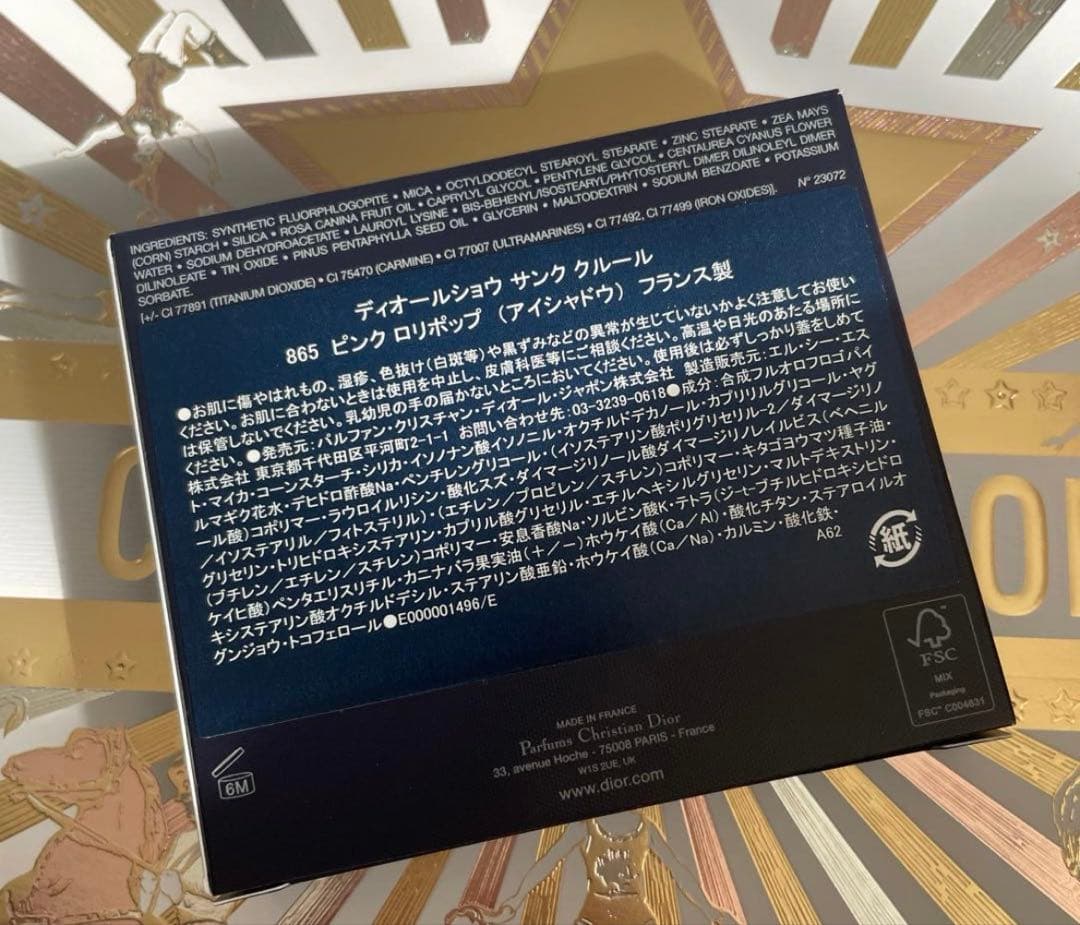 INGREDIENTS: SYNTHETIC FLUORPHLOGOPITE • MICA • OCTYLDODECYL STEAROYL STEARATE • ZINC STEARATE • ZEA MAYS
(CORN) STARCH • SILICA • ROSA CANINA FRUIT OIL • CAPRYLYL GLYCOL • PENTYLENE GLYCOL • CENTAUREA CYANUS FLOWER
WATER • SODIUM DEHYDROACETATE • LAUROYL LYSINE • BIS-BEHENYL/ISOSTEARYL/PHYTOSTERYL DIMER DILINOLEYL DIMER
DILINOLEATE • TIN OXIDE • PINUS PENTAPHYLLA SEED OIL • GLYCERIN • MALTODEXTRIN • SODIUM BENZOATE • POTASSIUM
SORBATE.
[+/- CI 77891 (TITANIUM DIOXIDE) • CI 75470 (CARMINE) • CI 77007 (ULTRAMARINES) • CI 77492, CI 77499 (IRON OXIDES)]. N° 23072
ディオールショウ サンク クルール
865 ピンク ロリポップ (アイシャドウ) フランス製
●お肌に傷やはれもの、湿疹、色抜け(白斑等)や黒ずみなどの異常が生じていないかよく注意してお使い
ください。お肌に合わないときは使用を中止し、皮膚科医等にご相談ください。高温や日光のあたる場所に
は保管しないでください。乳幼児の手の届かないところにおいてください。使用後は必ずしっかり蓋をしめて
ください。●発売元:パルファン・クリスチャン・ディオール・ジャポン株式会社 製造販売元:エル・シー・エス
株式会社 東京都千代田区平河町2-1-1 お問い合わせ先:03-3239-0618●成分:合成フルオロフロゴパイ
ト・マイカ・コーンスターチ・シリカ・イソノナン酸イソノニル・オクチルドデカノール・カプリリルグリコール・ヤグ
ルマギク花水・デヒドロ酢酸Na・ペンチレングリコール・(イソステアリン酸ポリグリセリル-2/ダイマージリノ
ール酸)コポリマー・ラウロイルリシン・酸化スズ・ダイマージリノール酸ダイマージリノレイルビス(ベヘニル
/イソステアリル/フィトステリル)・(エチレン/プロピレン/スチレン)コポリマー・キタゴヨウマツ種子油・
グリセリン・トリヒドロキシステアリン・カプリル酸グリセリル・エチルヘキシルグリセリン・マルトデキストリン・
(ブチレン/エチレン/スチレン)コポリマー・安息香酸Na・ソルビン酸K・テトラ(ジ-t-ブチルヒドロキシヒドロ
ケイヒ酸)ペンタエリスリチル・カニナバラ果実油(+/-)ホウケイ酸(Ca/Al)・酸化チタン・ステアロイルオ
キシステアリン酸オクチルドデシル・ステアリン酸亜鉛・ホウケイ酸(Ca/Na)・カルミン・酸化鉄・
グンジョウ・トコフェロール●E000001496/E
A62
紙
FSC
MIX
Packaging
FSC™ C004831
6M
MADE IN FRANCE
Parfums Christian Dior
33, avenue Hoche - 75008 PARIS - France
W1S 2UE, UK
www.dior.com